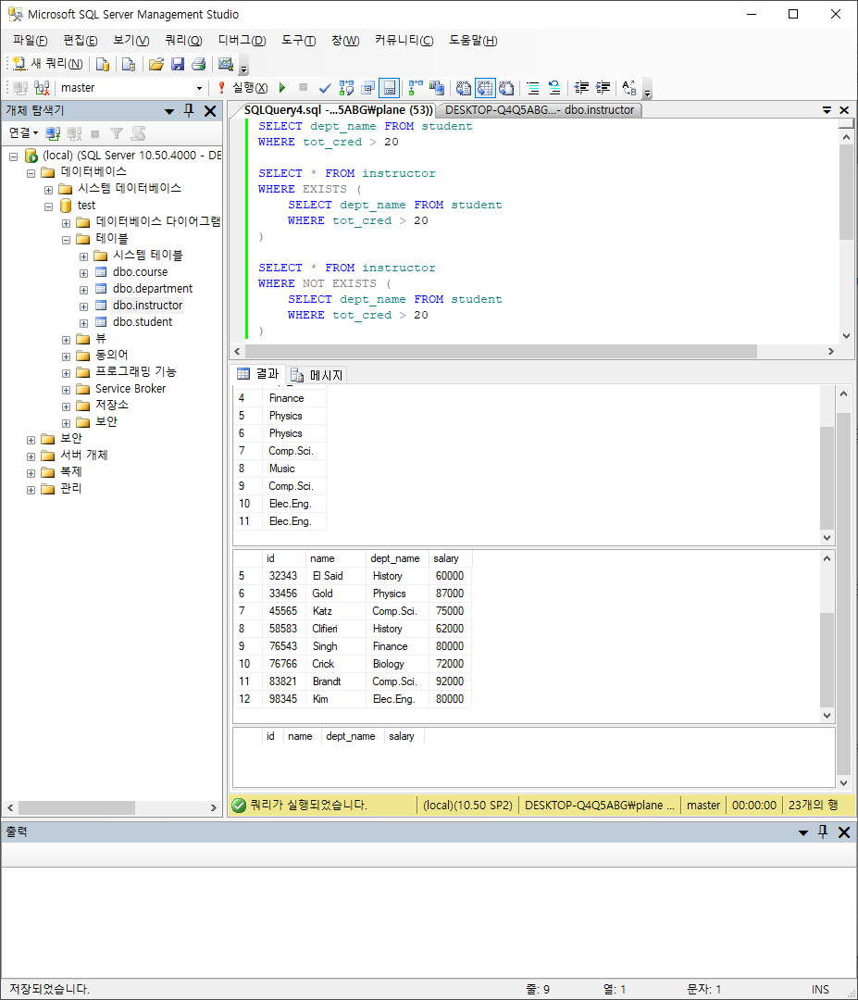 Microsoft SQL Server Management Studio
파일(F) 편집(E) 보기(V) 쿼리(Q) 디버그(D) 도구(T) 창(W) 커뮤니티(C) 도움말(H)
새 쿼리(N)
master 실행(X)
개체 탐색기
연결
(local) (SQL Server 10.50.4000 - DE
데이터베이스
시스템 데이터베이스
test
데이터베이스 다이어그램
테이블
시스템 테이블
dbo.course
dbo.department
dbo.instructor
dbo.student
뷰
동의어
프로그래밍 기능
Service Broker
저장소
보안
보안
서버 개체
복제
관리
SQLQuery4.sql -...5ABG₩plane (53)) DESKTOP-Q4Q5ABG...- dbo.instructor
SELECT dept_name FROM student
WHERE tot_cred > 20
SELECT * FROM instructor
WHERE EXISTS (
SELECT dept_name FROM student
WHERE tot_cred > 20
)
SELECT * FROM instructor
WHERE NOT EXISTS (
SELECT dept_name FROM student
WHERE tot_cred > 20
)
결과 메시지
4 Finance
5 Physics
6 Physics
7 Comp.Sci.
8 Music
9 Comp.Sci.
10 Elec.Eng.
11 Elec.Eng.
id name dept_name salary
5 32343 El Said History 60000
6 33456 Gold Physics 87000
7 45565 Katz Comp.Sci. 75000
8 58583 Clifieri History 62000
9 76543 Singh Finance 80000
10 76766 Crick Biology 72000
11 83821 Brandt Comp.Sci. 92000
12 98345 Kim Elec.Eng. 80000
id name dept_name salary
쿼리가 실행되었습니다. (local)(10.50 SP2) DESKTOP-Q4Q5ABG₩plane ... master 00:00:00 23개의 행
출력
저장되었습니다. 줄: 9 열: 1 문자: 1 INS